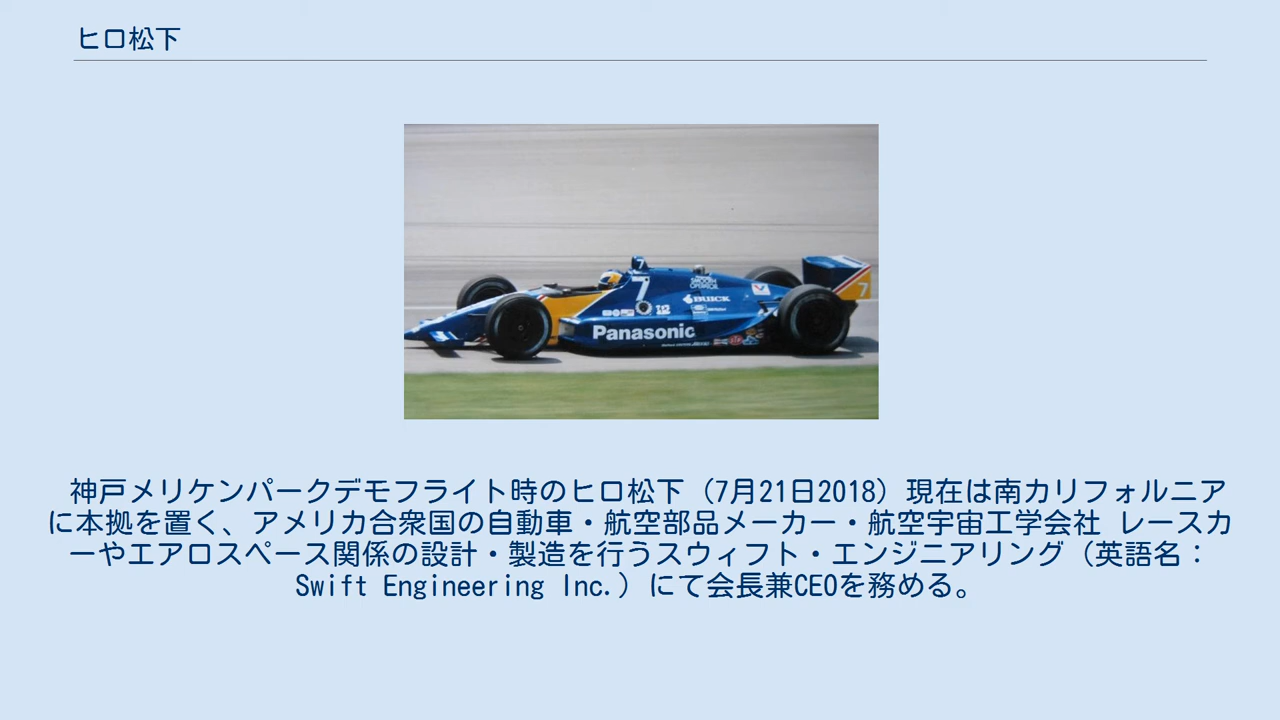 ヒロ松下
7
7
SMOOTH
OPERATOR
BUICK
7
Panasonic
神戸メリケンパークデモフライト時のヒロ松下（7月21日2018）現在は南カリフォルニア
に本拠を置く、アメリカ合衆国の自動車・航空部品メーカー・航空宇宙工学会社 レースカ
ーやエアロスペース関係の設計・製造を行うスウィフト・エンジニアリング（英語名：
Swift Engineering Inc.）にて会長兼CEOを務める。